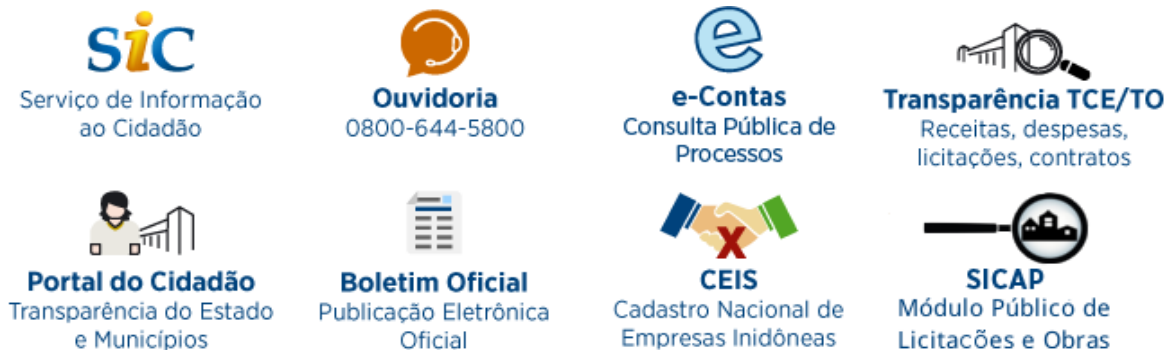 SiC
Serviço de Informação
ao Cidadão
Ouvidoria
0800-644-5800
e
e-Contas
Consulta Pública de
Processos
Transparência TCE/TO
Receitas, despesas,
licitações, contratos
Portal do Cidadão
Transparência do Estado
e Municípios
Boletim Oficial
Publicação Eletrônica
Oficial
X
CEIS
Cadastro Nacional de
Empresas Inidôneas
SICAP
Módulo Público de
Licitações e Obras